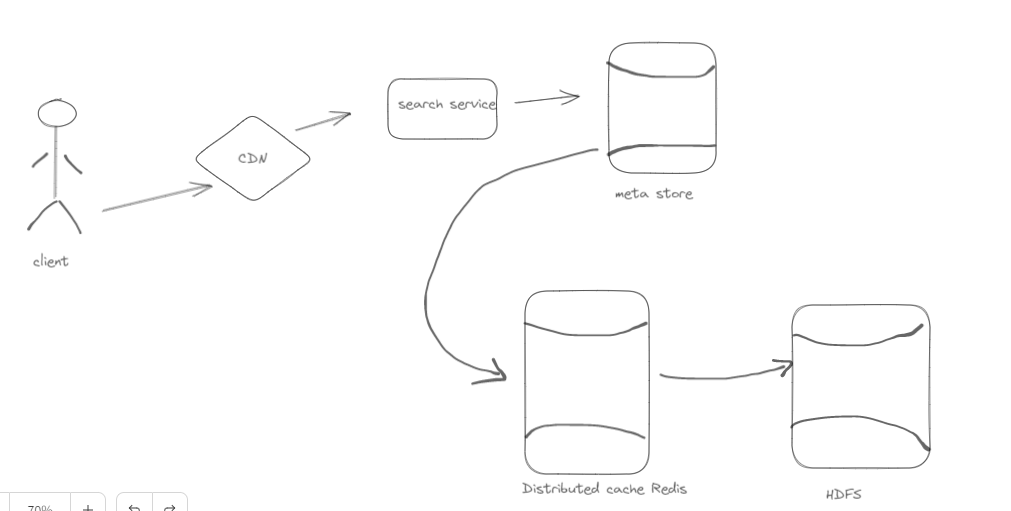 search service
CDN
meta store
client
Distributed cache Redis
HDFS
70%